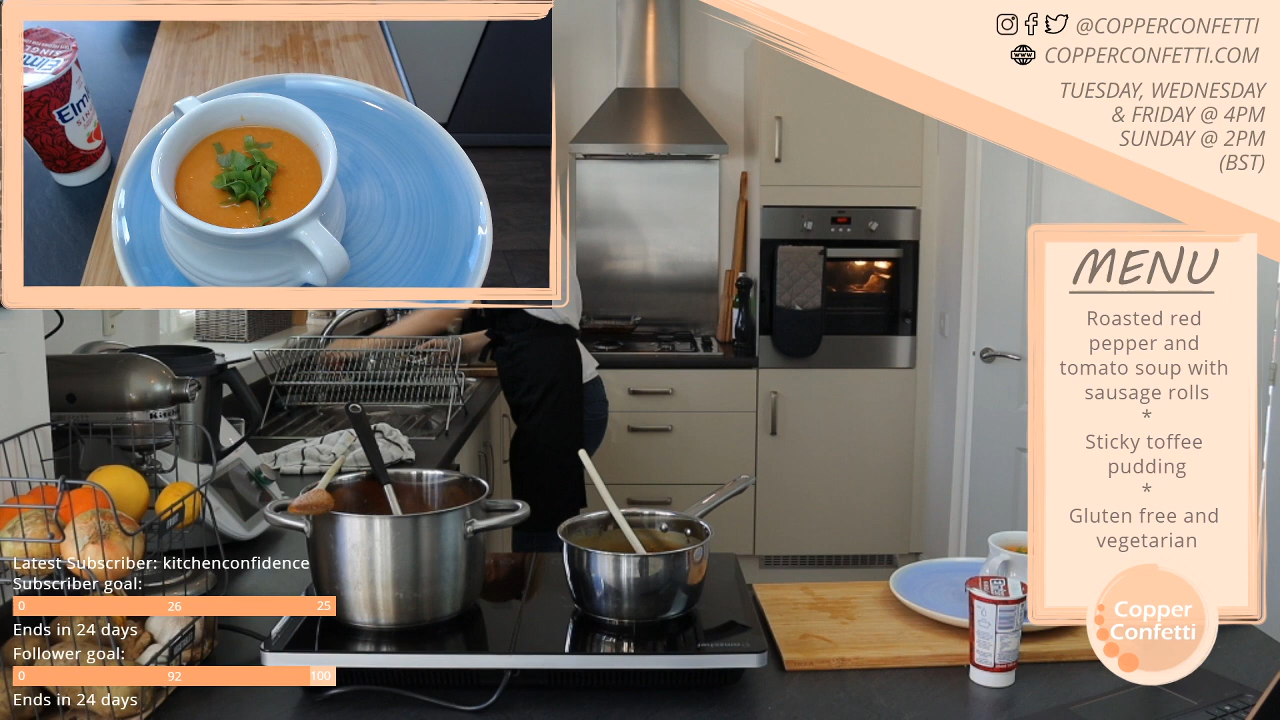 @COPPERCONFETTI
COPPERCONFETTI.COM
TUESDAY, WEDNESDAY
& FRIDAY @ 4PM
SUNDAY @ 2PM
(BST)
MENU
Roasted red
pepper and
tomato soup with
sausage rolls
*
Sticky toffee
pudding
*
Gluten free and
vegetarian
Copper
Confetti
Latest Subscriber: kitchenconfidence
Subscriber goal:
0 26 25
Ends in 24 days
Follower goal:
0 92 100
Ends in 24 days